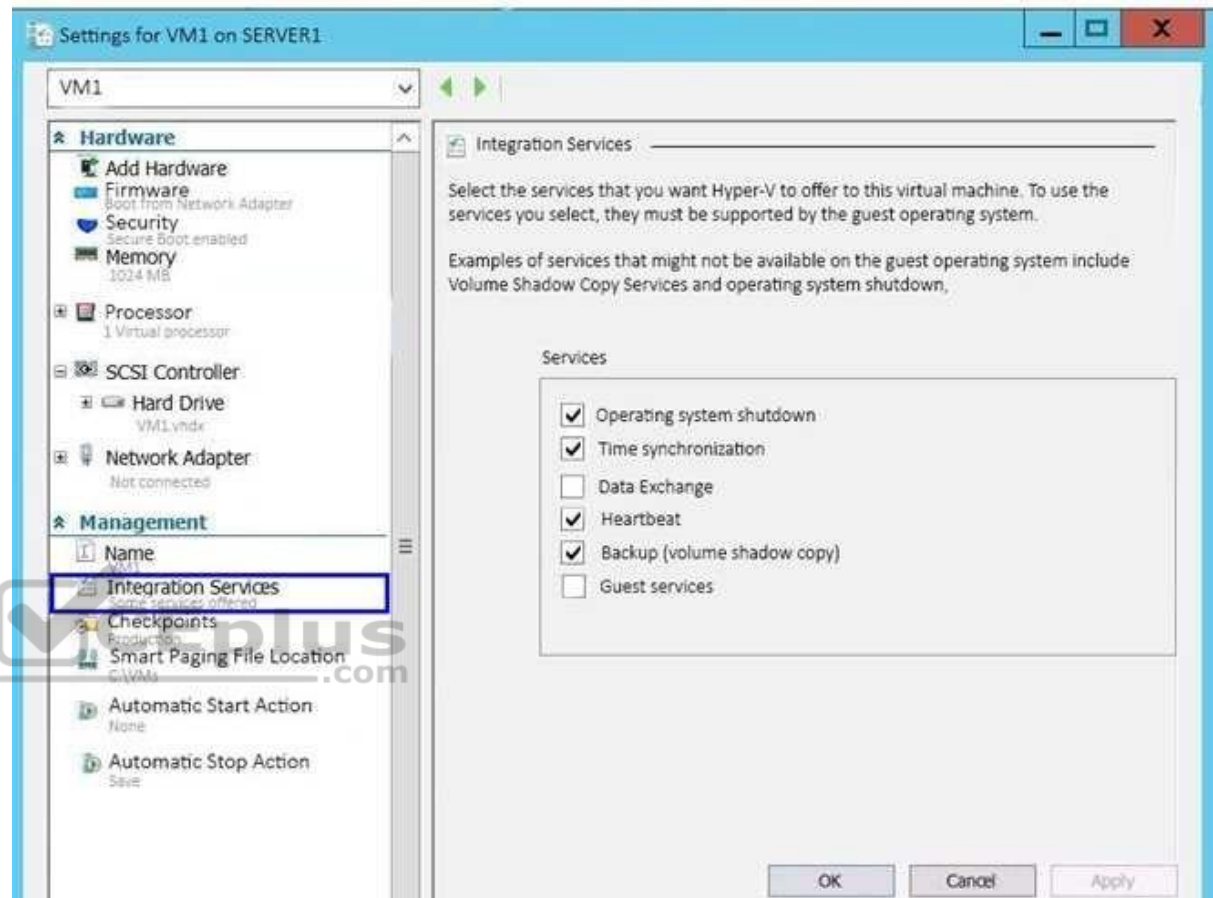 Settings for VM1 on SERVER1
X
VM1
Hardware
Add Hardware
Firmware
Boot from Network Adapter
Security
Secure Boot enabled
Memory
1024 MB
Processor
1 Virtual processor
SCSI Controller
Hard Drive
VM1.vhdx
Network Adapter
Not connected
Management
Name
VM1
Integration Services
Some services offered
Checkpoints
Production
Smart Paging File Location
C:\VMs
Automatic Start Action
None
Automatic Stop Action
Save
Integration Services
Select the services that you want Hyper-V to offer to this virtual machine. To use the
services you select, they must be supported by the guest operating system.
Examples of services that might not be available on the guest operating system include
Volume Shadow Copy Services and operating system shutdown,
Services
Operating system shutdown
Time synchronization
Data Exchange
Heartbeat
Backup (volume shadow copy)
Guest services
OK
Cancel
Apply
CEplus
.com